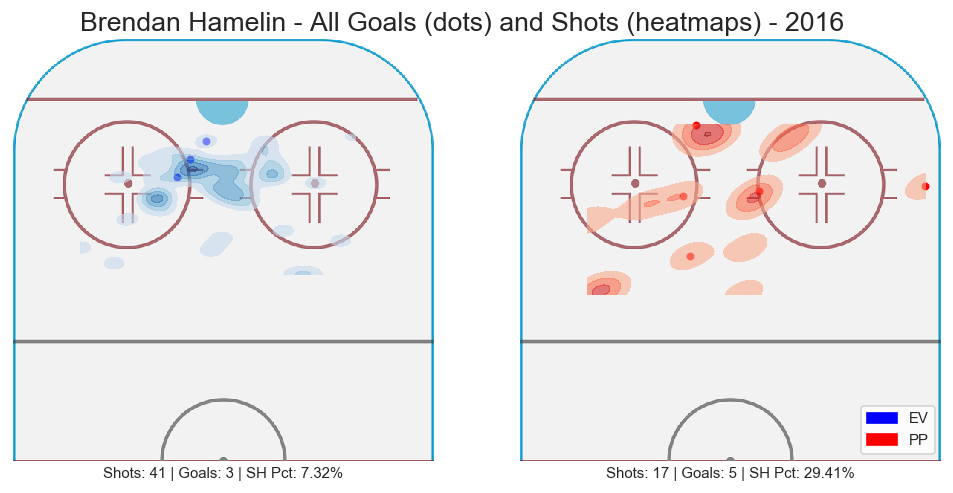 Brendan Hamelin - All Goals (dots) and Shots (heatmaps) - 2016
EV
PP
Shots: 41 | Goals: 3 | SH Pct: 7.32%
Shots: 17 | Goals: 5 | SH Pct: 29.41%